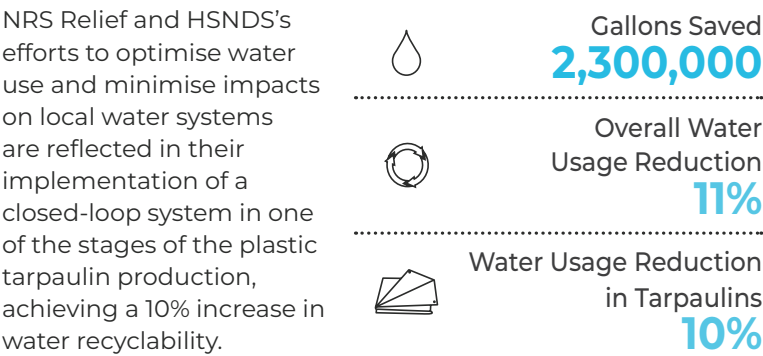 NRS Relief and HSNDS’s
efforts to optimise water
use and minimise impacts
on local water systems
are reflected in their
implementation of a
closed-loop system in one
of the stages of the plastic
tarpaulin production,
achieving a 10% increase in
water recyclability.
Gallons Saved
2,300,000
Overall Water
Usage Reduction
11%
Water Usage Reduction
in Tarpaulins
10%